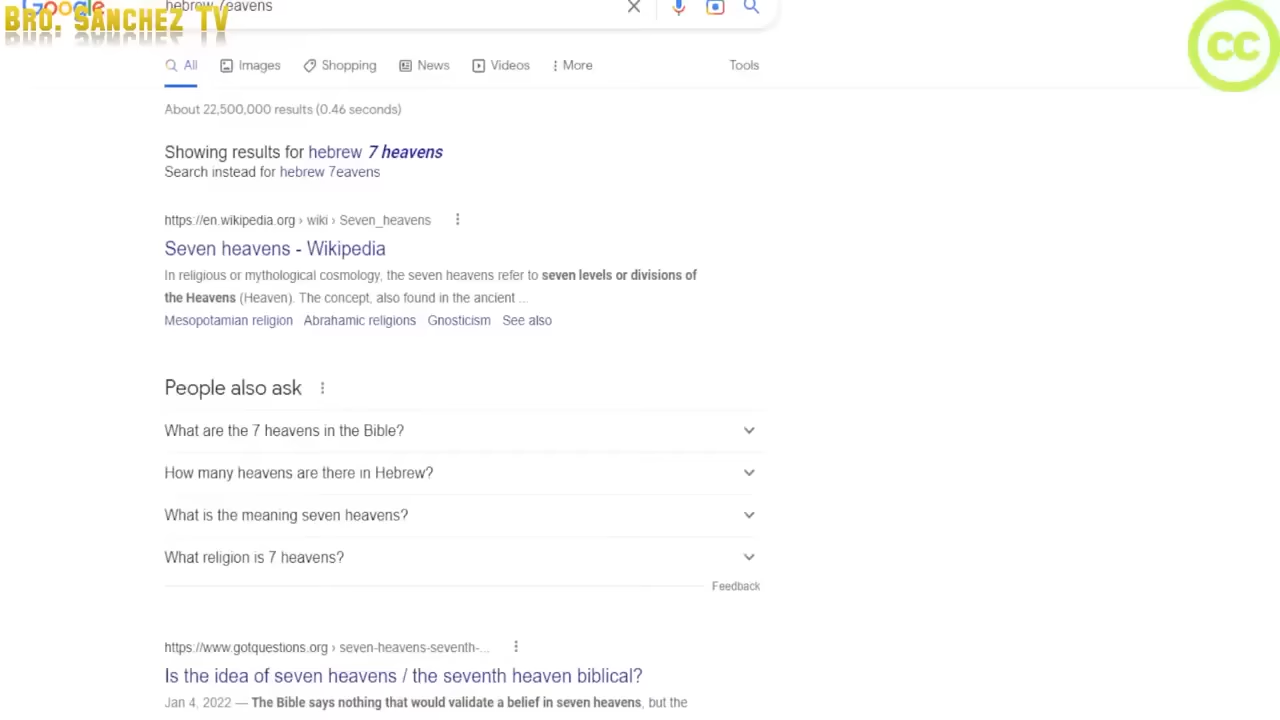 Google
BRO. SANCHEZ TV
hebrew 7eavens
CC
All Images Shopping News Videos More Tools
About 22,500,000 results (0.46 seconds)
Showing results for hebrew 7 heavens
Search instead for hebrew 7eavens
https://en.wikipedia.org › wiki › Seven_heavens
Seven heavens - Wikipedia
In religious or mythological cosmology, the seven heavens refer to seven levels or divisions of
the Heavens (Heaven). The concept, also found in the ancient ...
Mesopotamian religion Abrahamic religions Gnosticism See also
People also ask
What are the 7 heavens in the Bible?
How many heavens are there in Hebrew?
What is the meaning seven heavens?
What religion is 7 heavens?
Feedback
https://www.gotquestions.org › seven-heavens-seventh-...
Is the idea of seven heavens / the seventh heaven biblical?
Jan 4, 2022 — The Bible says nothing that would validate a belief in seven heavens, but the